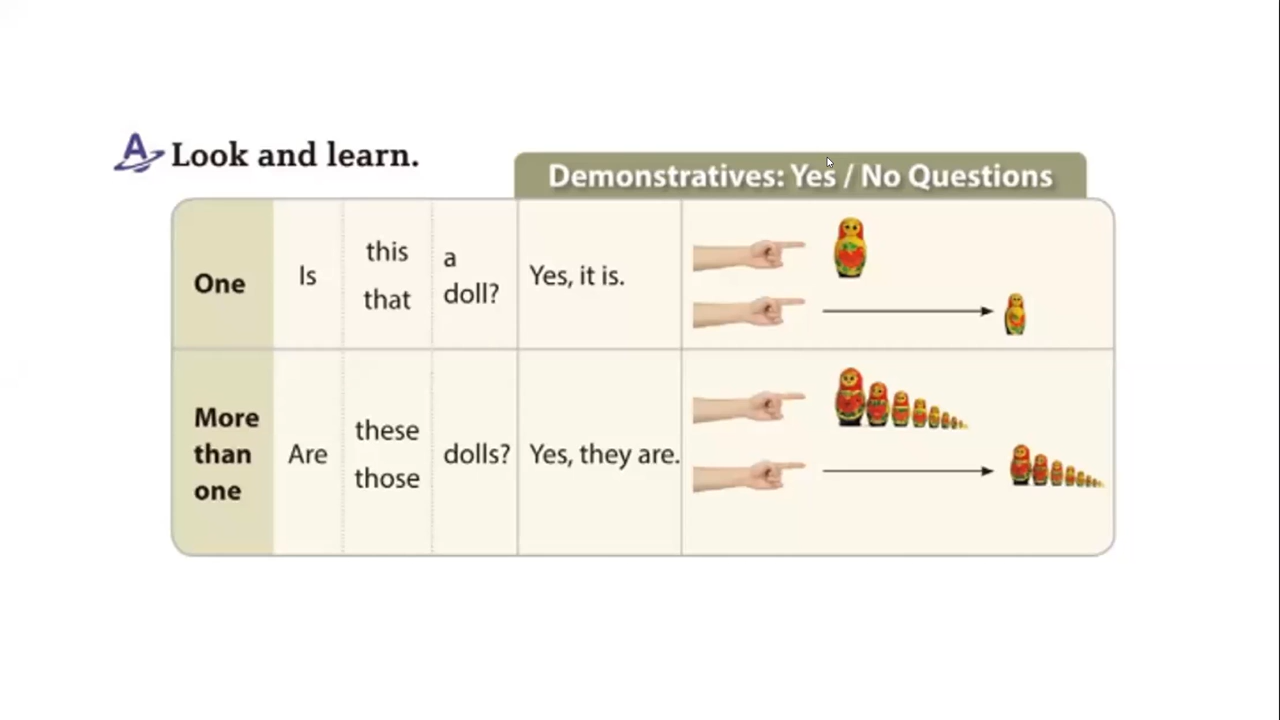 A Look and learn.
Demonstratives: Yes / No Questions
One
Is
this
that
a
doll?
Yes, it is.
More
than
one
Are
these
those
dolls?
Yes, they are.